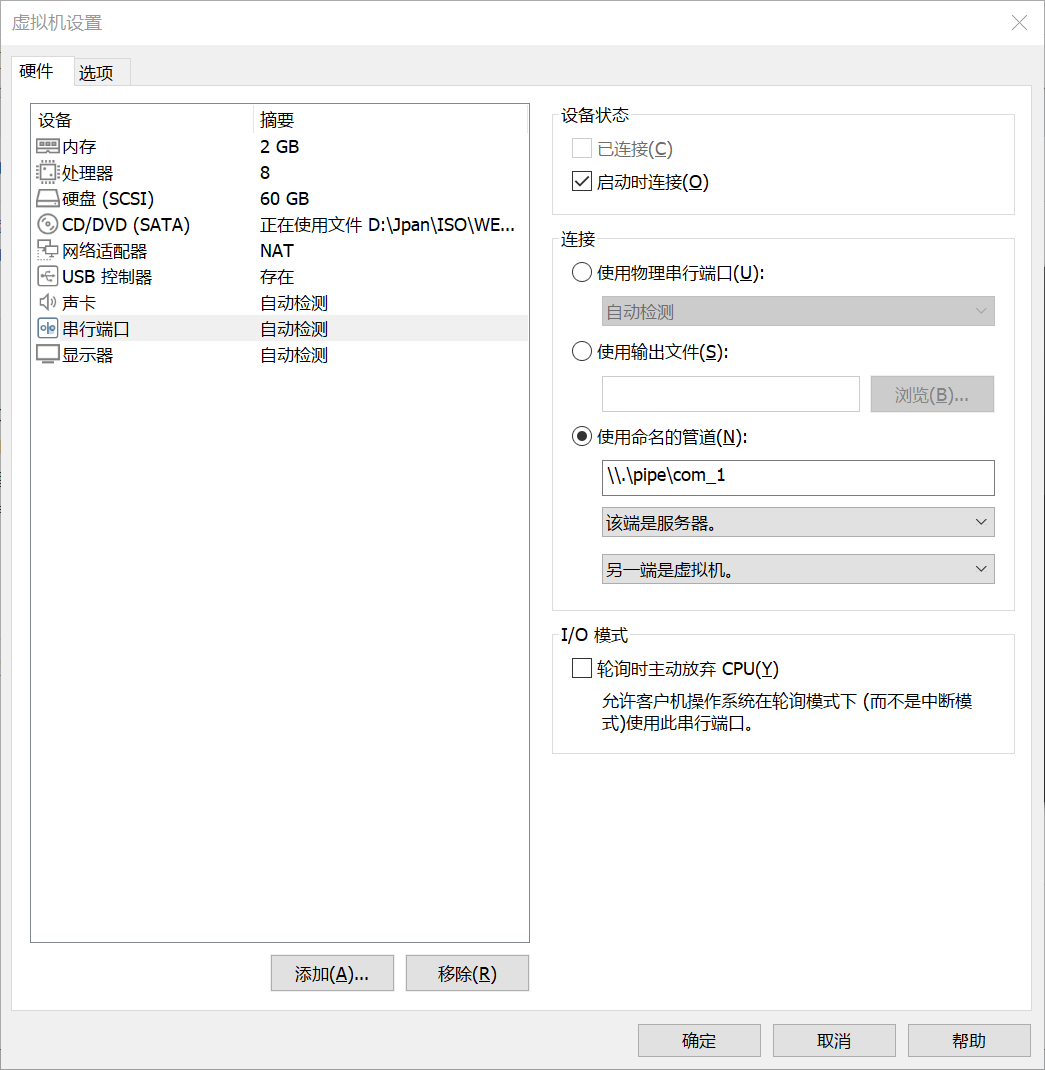 虚拟机设置
硬件 选项
设备 摘要
内存 2 GB
处理器 8
硬盘 (SCSI) 60 GB
CD/DVD (SATA) 正在使用文件 D:\Jpan\ISO\WE...
网络适配器 NAT
USB 控制器 存在
声卡 自动检测
串行端口 自动检测
显示器 自动检测
添加(A)... 移除(R)
设备状态
已连接(C)
启动时连接(O)
连接
使用物理串行端口(U):
自动检测
使用输出文件(S):
浏览(B)...
使用命名的管道(N):
\\.\pipe\com_1
该端是服务器。
另一端是虚拟机。
I/O 模式
轮询时主动放弃 CPU(Y)
允许客户机操作系统在轮询模式下 (而不是中断模
式)使用此串行端口。
确定 取消 帮助